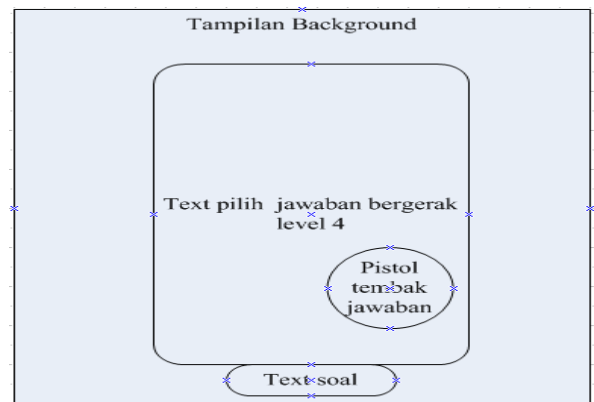 Tampilan Background
Text pilih jawaban bergerak
level 4
Pistol
tembak
jawaban
Text soal